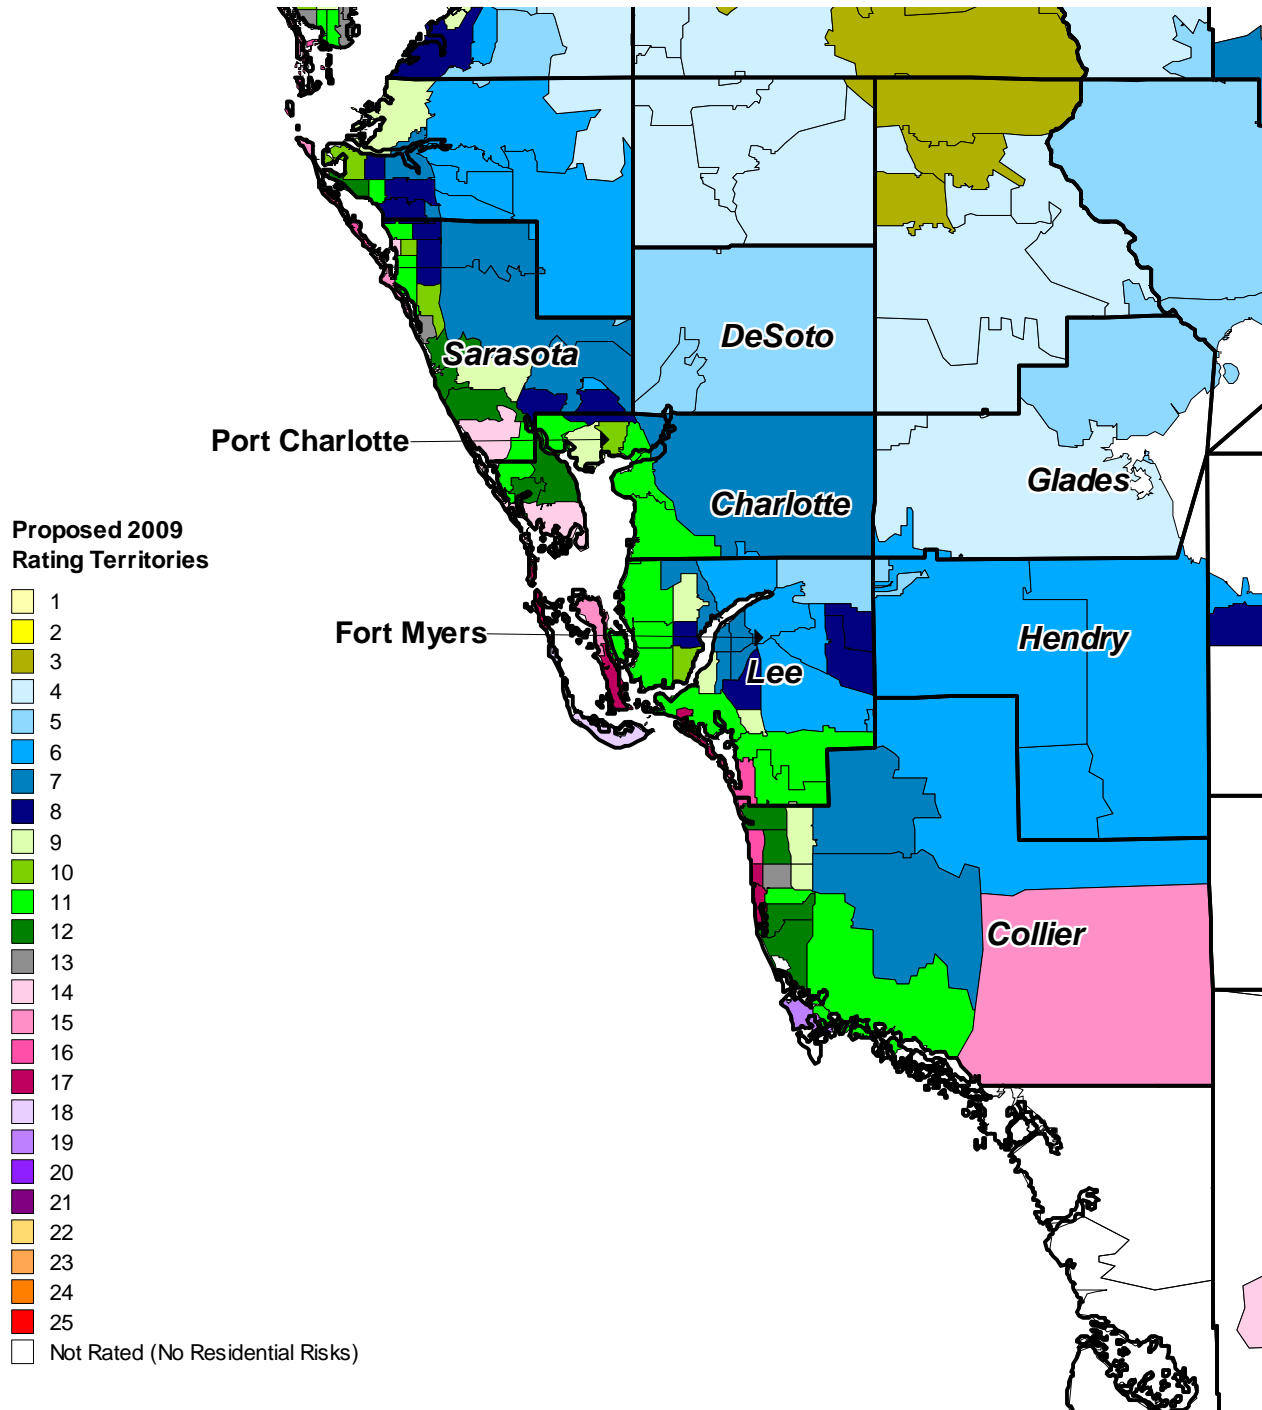 DeSoto
Sarasota
Port Charlotte
Glades
Charlotte
Proposed 2009
Rating Territories
1
2
3
4
5
6
7
8
9
10
11
12
13
14
15
16
17
18
19
20
21
22
23
24
25
Not Rated (No Residential Risks)
Fort Myers
Hendry
Lee
Collier